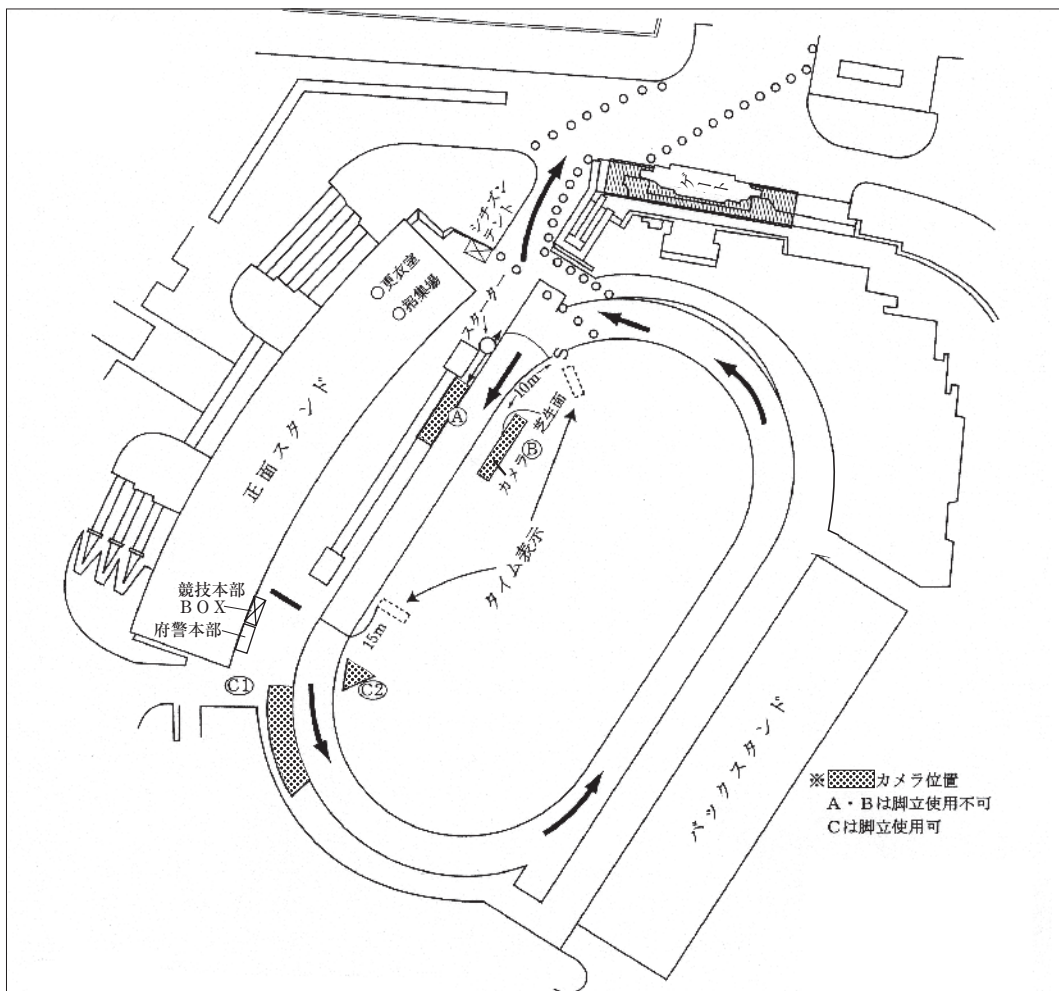 ゲート
シチズン
テント
更衣室
招集場
スターター
S
10m
A
芝生面
B
カメラ
正面スタンド
タイム表示
競技本部
BOX
府警本部
15m
C1
C2
バックスタンド
※ カメラ位置
A・Bは脚立使用不可
Cは脚立使用可